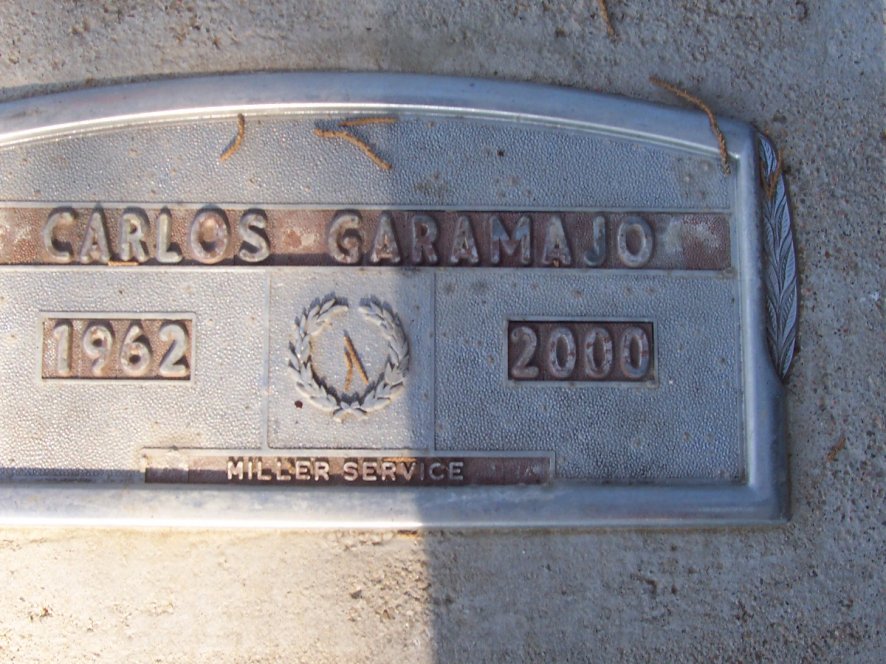 CARLOS GARAMAJO
1962 2000
MILLER SERVICE